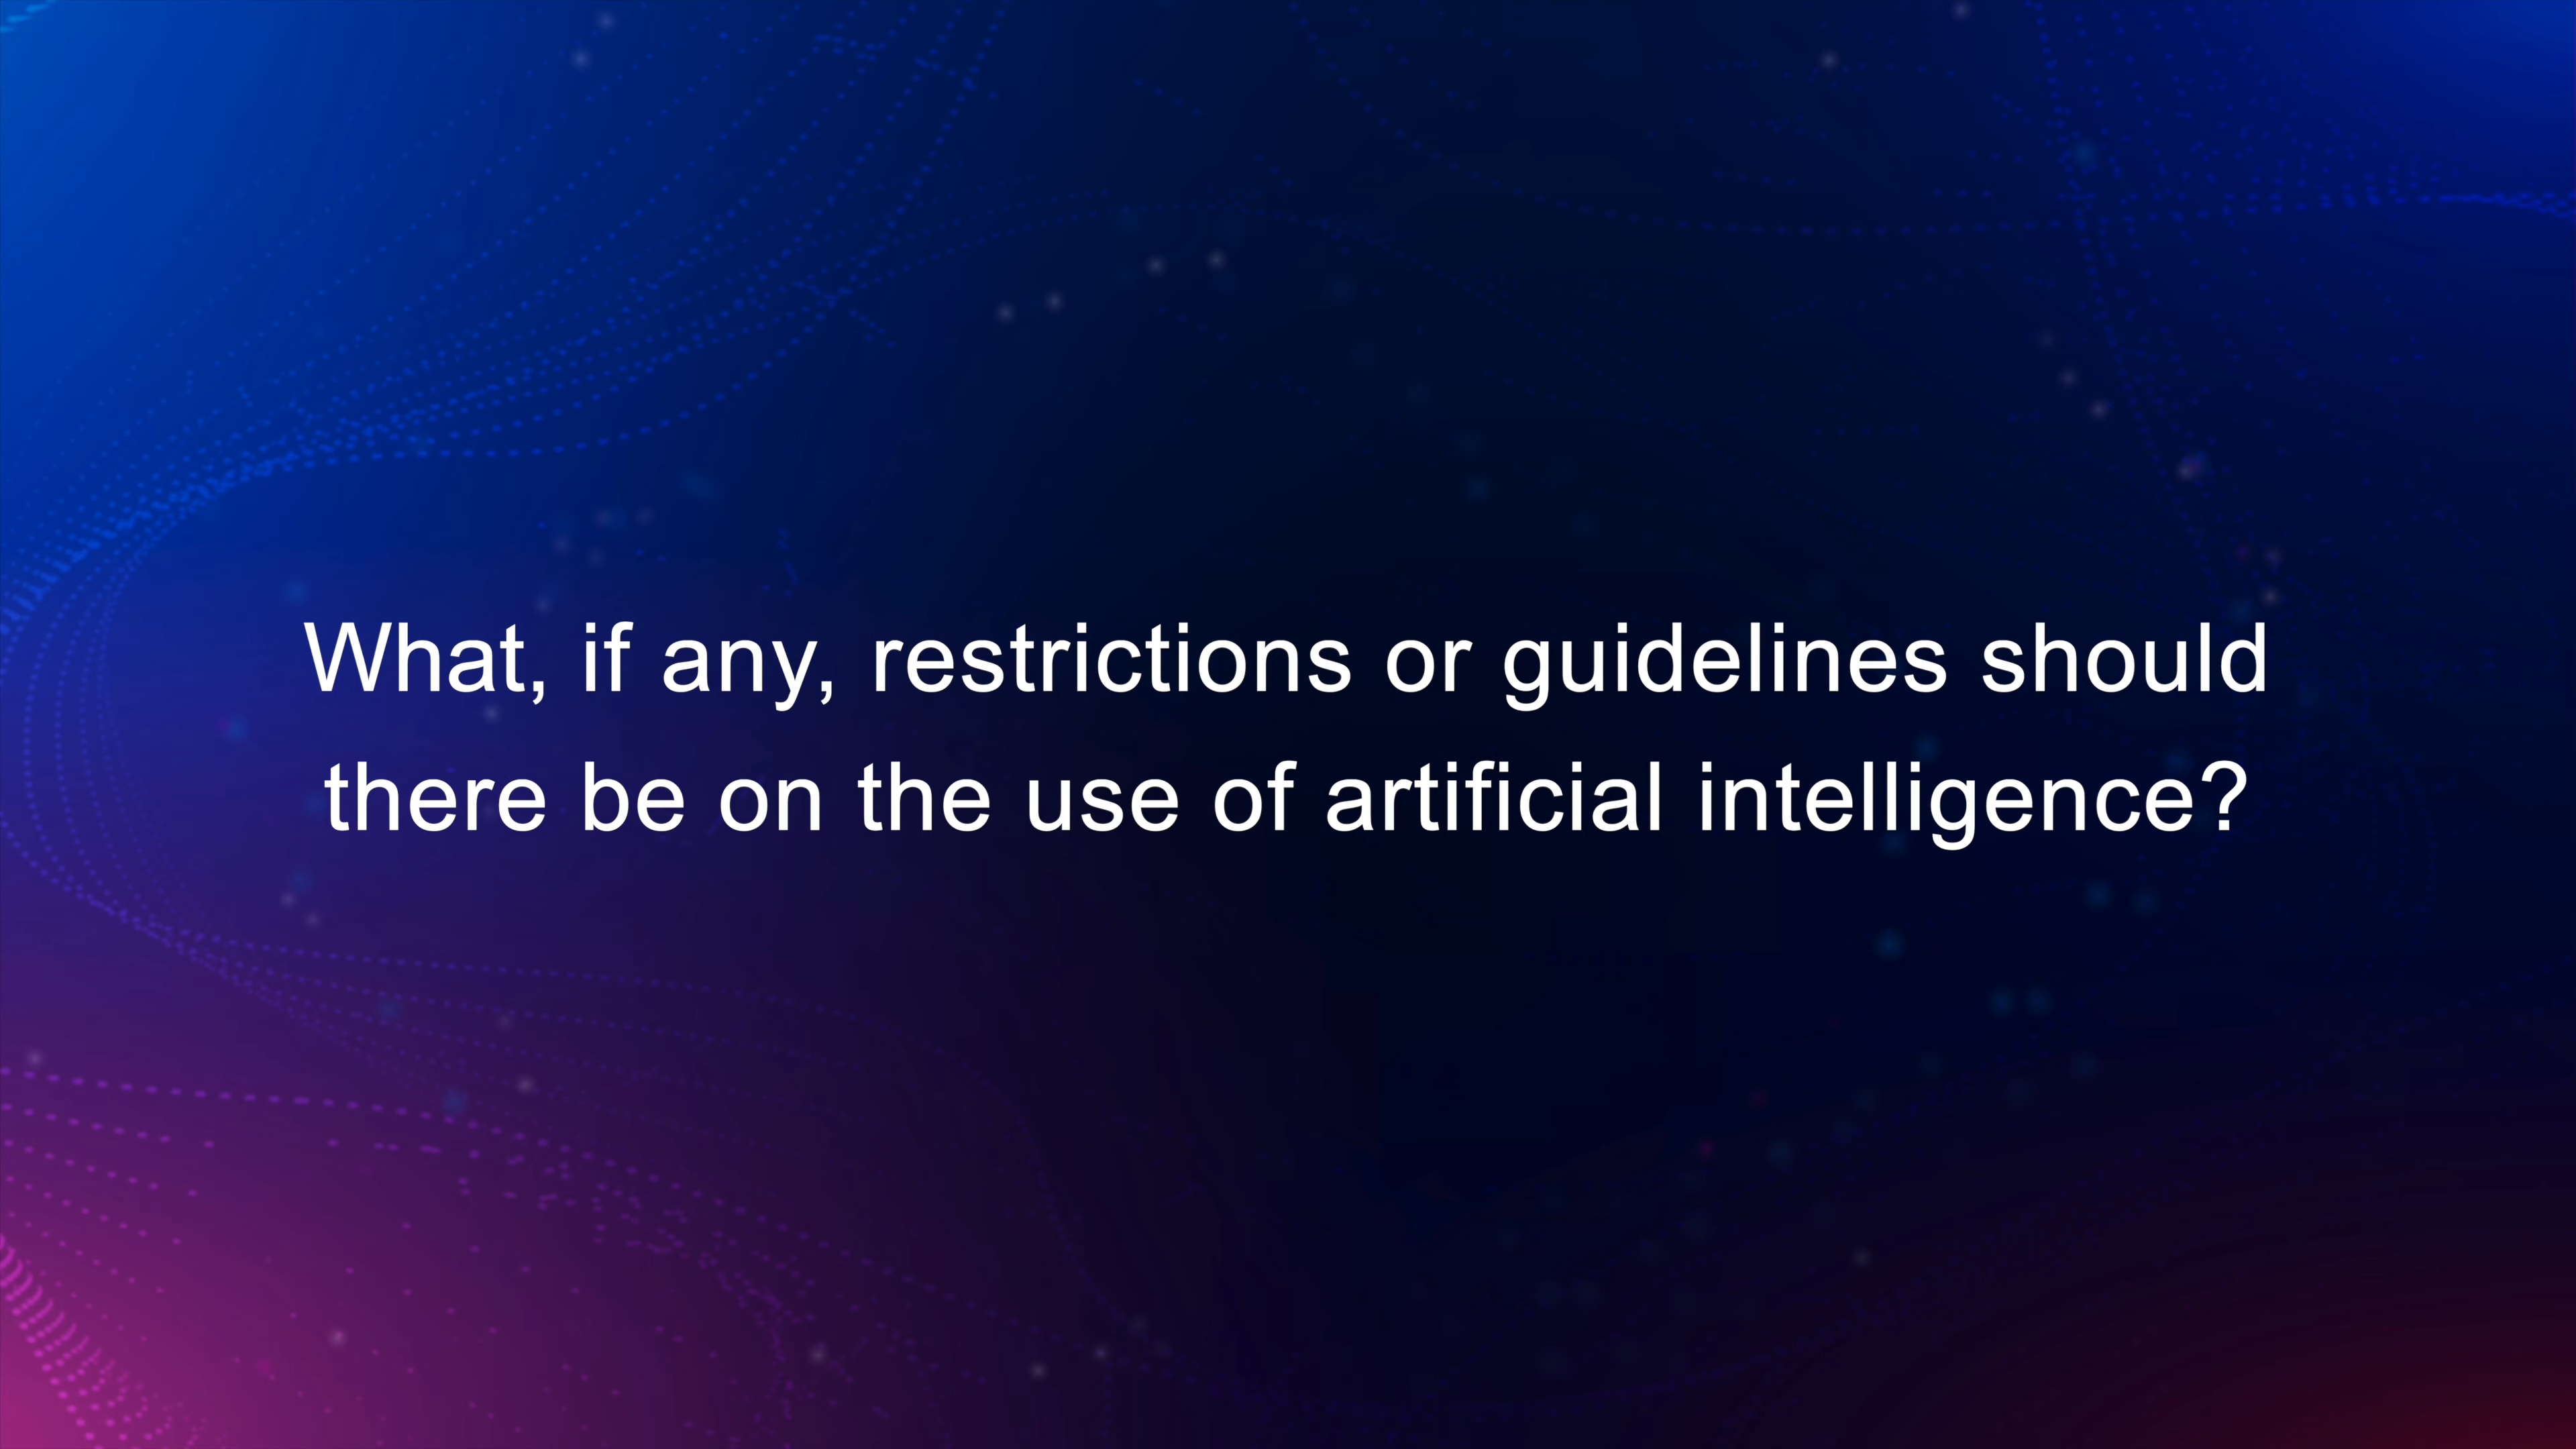 What, if any, restrictions or guidelines should
there be on the use of artificial intelligence?